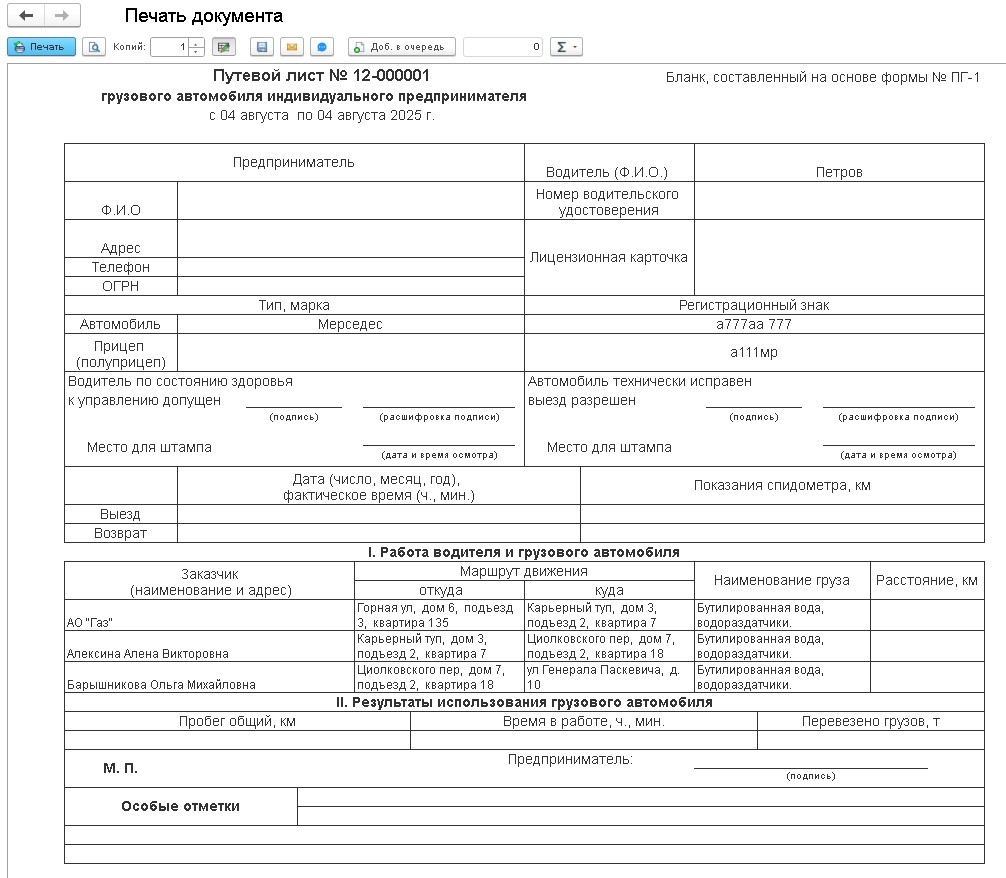 Печать документа
Печать
Копий:
1
Доб. в очередь
0
Σ
Путевой лист № 12-000001
Бланк, составленный на основе формы № ПГ-1
грузового автомобиля индивидуального предпринимателя
с 04 августа по 04 августа 2025 г.
Предприниматель
Водитель (Ф.И.О.)
Петров
Ф.И.О
Номер водительского
удостоверения
Адрес
Лицензионная карточка
Телефон
ОГРН
Тип, марка
Регистрационный знак
Автомобиль
Мерседес
а777аа 777
Прицеп
(полуприцеп)
а111мр
Водитель по состоянию здоровья
к управлению допущен
(подпись)
(расшифровка подписи)
Место для штампа
(дата и время осмотра)
Автомобиль технически исправен
выезд разрешен
(подпись)
(расшифровка подписи)
Место для штампа
(дата и время осмотра)
Дата (число, месяц, год),
фактическое время (ч., мин.)
Показания спидометра, км
Выезд
Возврат
I. Работа водителя и грузового автомобиля
Заказчик
(наименование и адрес)
Маршрут движения
откуда
куда
Наименование груза
Расстояние, км
АО "Газ"
Горная ул, дом 6, подъезд
3, квартира 135
Карьерный туп, дом 3,
подъезд 2, квартира 7
Бутилированная вода,
водораздатчики.
Алексина Алена Викторовна
Карьерный туп, дом 3,
подъезд 2, квартира 7
Циолковского пер, дом 7,
подъезд 2, квартира 18
Бутилированная вода,
водораздатчики.
Барышникова Ольга Михайловна
Циолковского пер, дом 7,
подъезд 2, квартира 18
ул Генерала Паскевича, д.
10
Бутилированная вода,
водораздатчики.
II. Результаты использования грузового автомобиля
Пробег общий, км
Время в работе, ч., мин.
Перевезено грузов, т
М. П.
Предприниматель:
(подпись)
Особые отметки